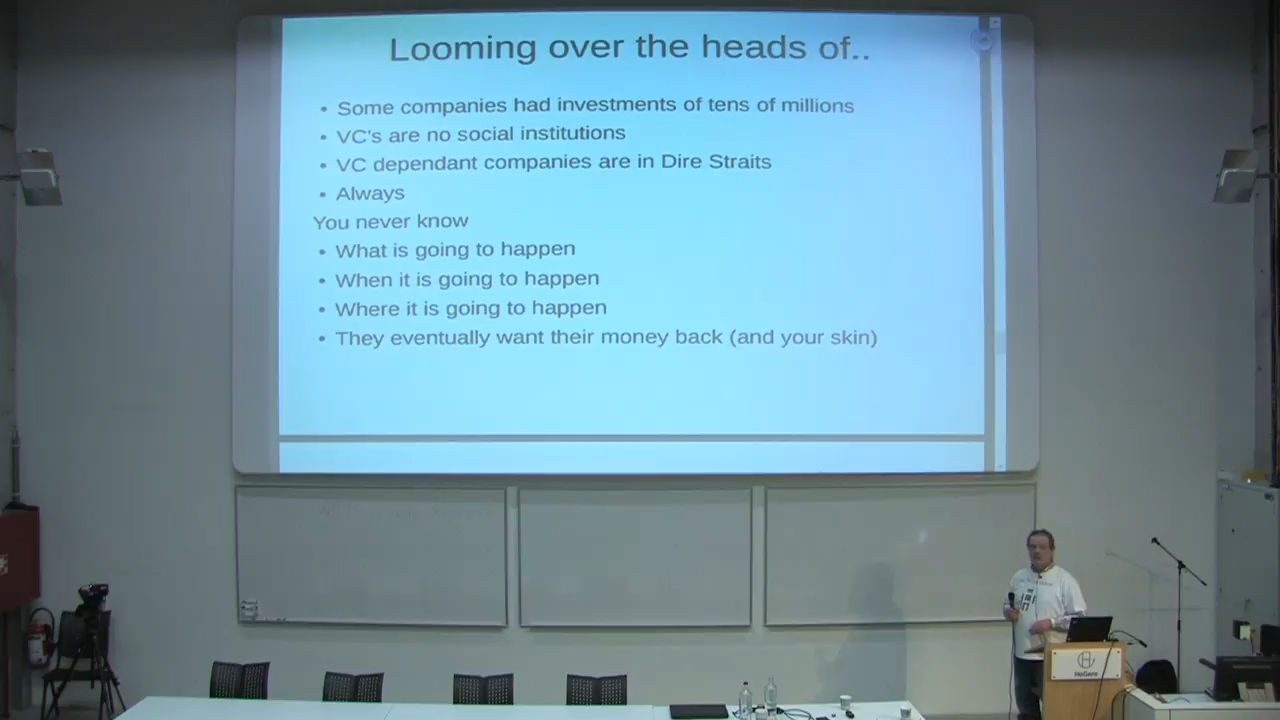 Looming over the heads of..
• Some companies had investments of tens of millions
• VC's are no social institutions
• VC dependant companies are in Dire Straits
• Always
You never know
• What is going to happen
• When it is going to happen
• Where it is going to happen
• They eventually want their money back (and your skin)
HoGent